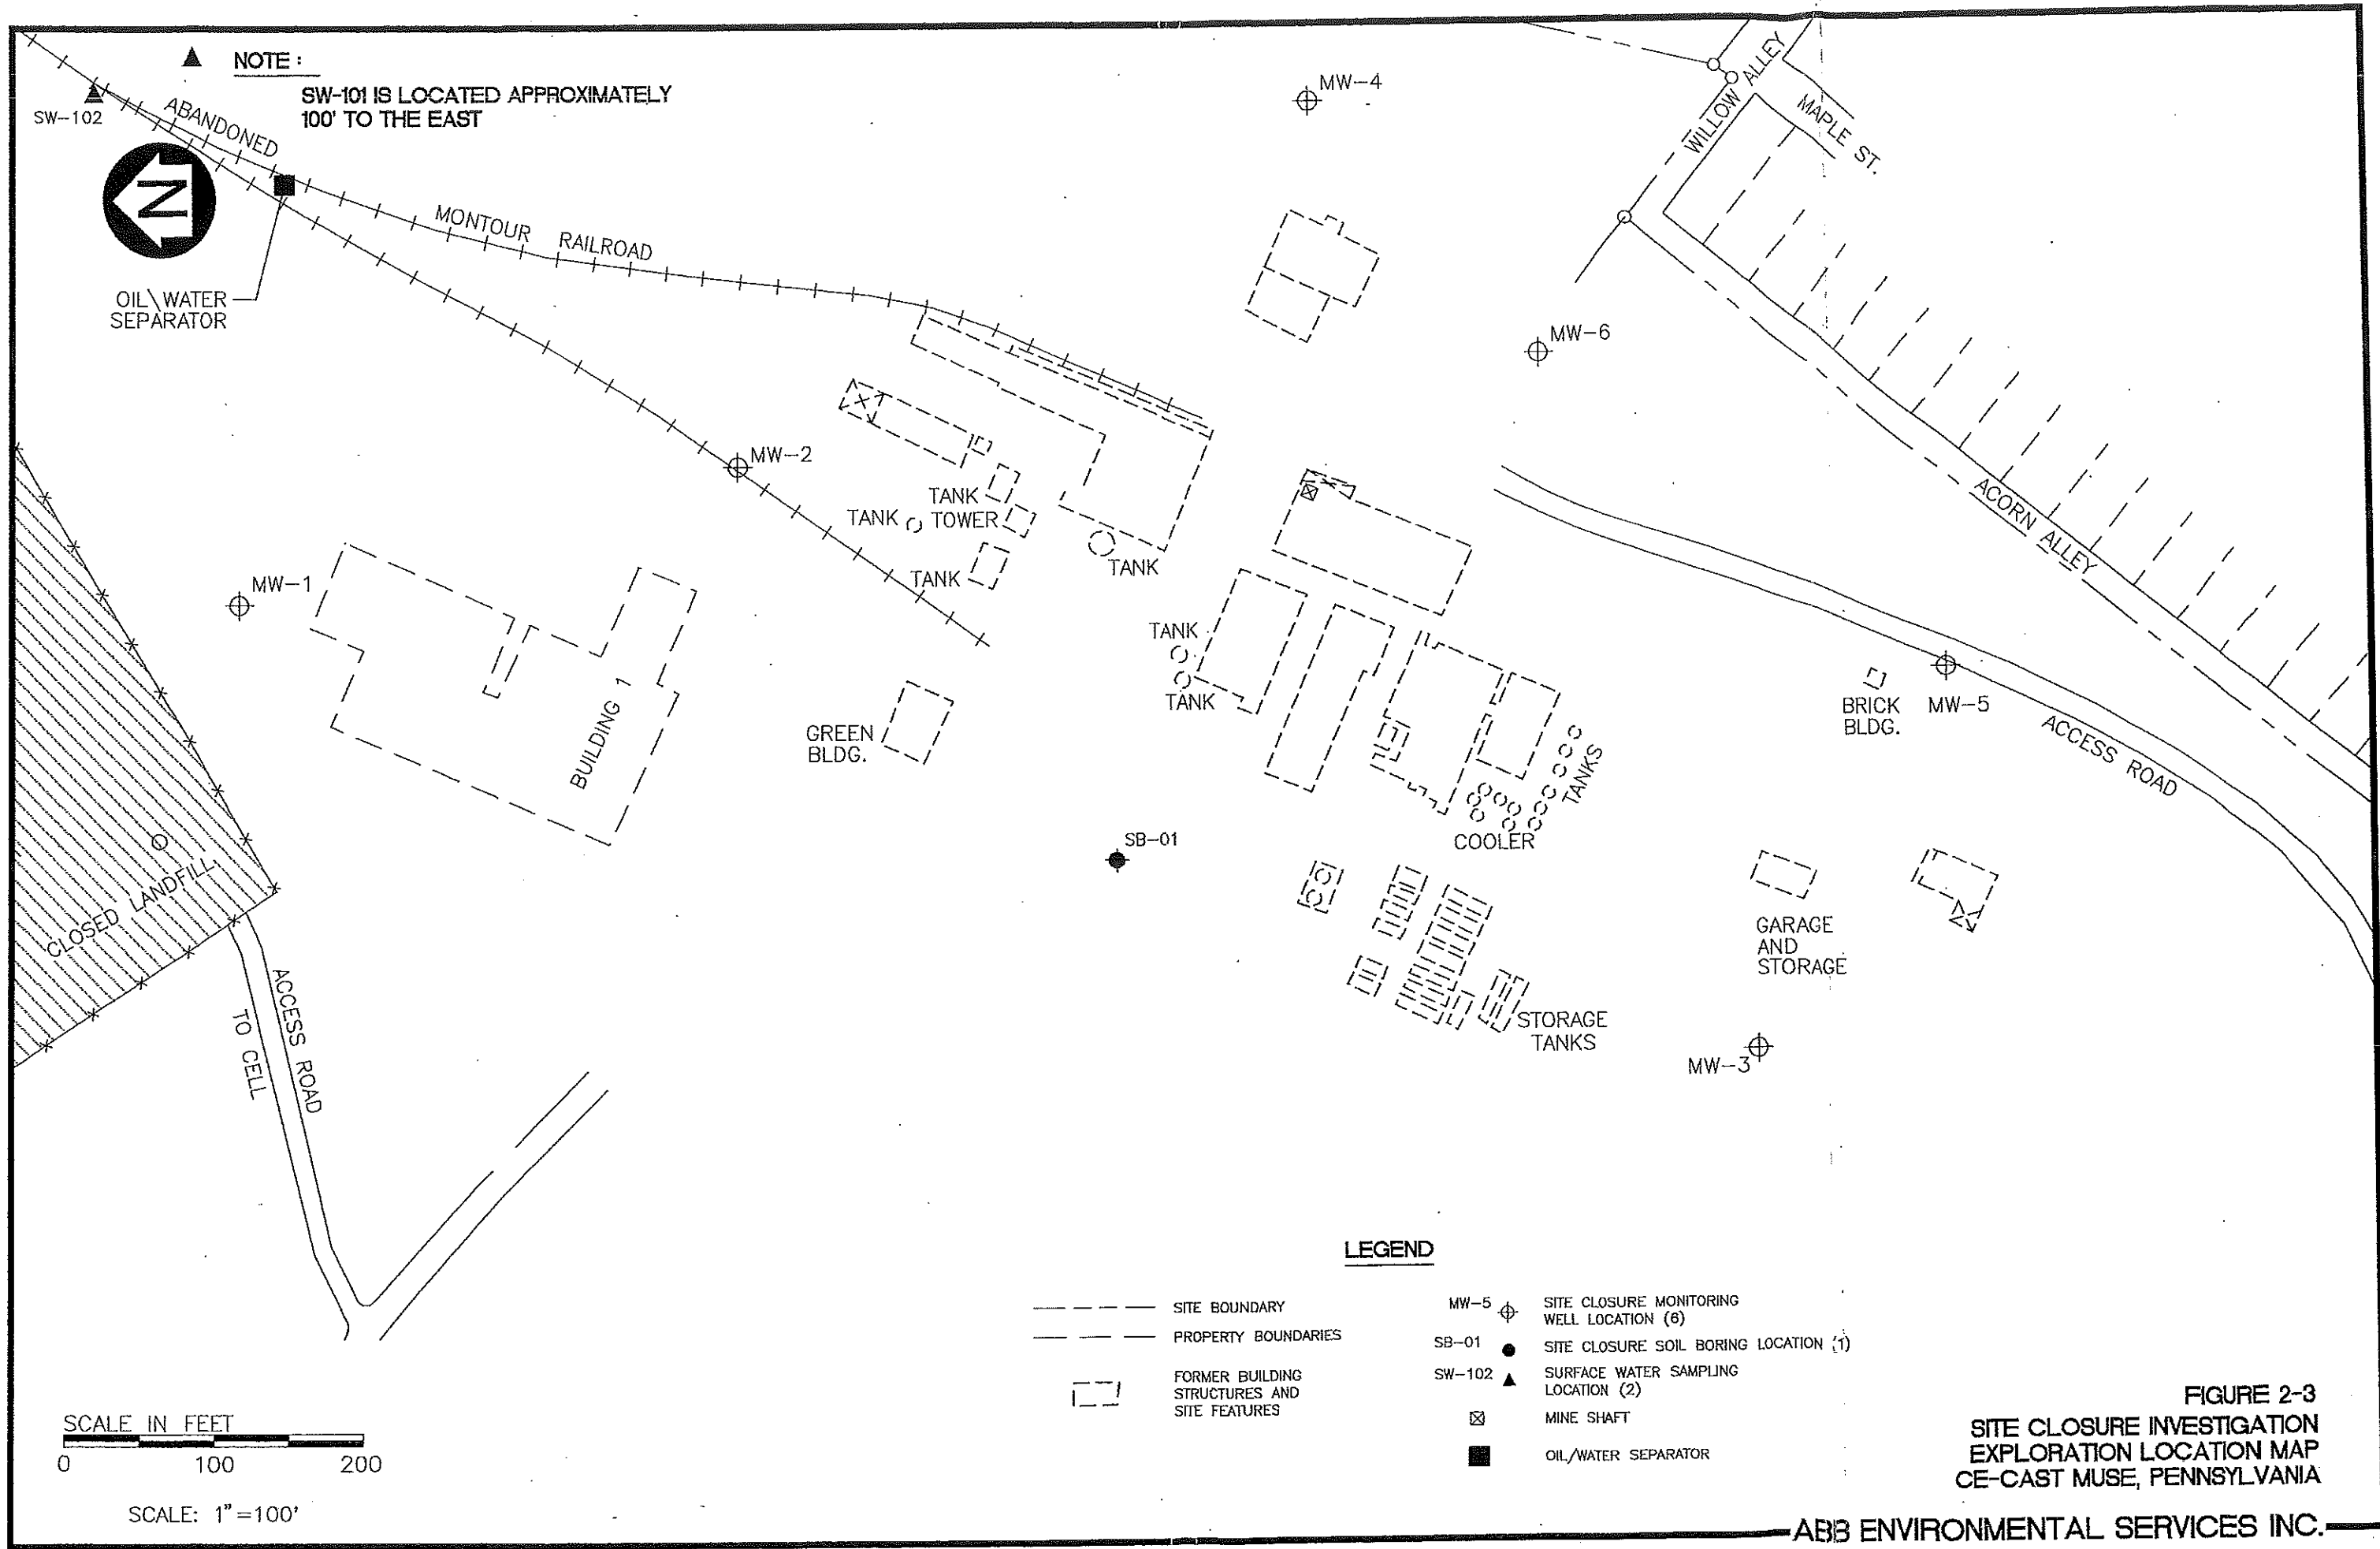 NOTE :
SW-101 IS LOCATED APPROXIMATELY
100' TO THE EAST
SW-102
ABANDONED
MONTOUR RAILROAD
N
OIL\WATER
SEPARATOR
MW-4
WILLOW ALLEY
MAPLE ST.
MW-6
MW-2
TANK
TANK
TOWER
TANK
TANK
MW-1
BUILDING 1
GREEN
BLDG.
TANK
TANK
ACORN ALLEY
BRICK
BLDG.
MW-5
ACCESS ROAD
TANKS
COOLER
SB-01
CLOSED LANDFILL
GARAGE
AND
STORAGE
STORAGE
TANKS
MW-3
ACCESS ROAD
TO CELL
LEGEND
SITE BOUNDARY
PROPERTY BOUNDARIES
FORMER BUILDING
STRUCTURES AND
SITE FEATURES
MW-5
SITE CLOSURE MONITORING
WELL LOCATION (6)
SB-01
SITE CLOSURE SOIL BORING LOCATION (1)
SW-102
SURFACE WATER SAMPLING
LOCATION (2)
MINE SHAFT
OIL/WATER SEPARATOR
SCALE IN FEET
0 100 200
SCALE: 1"=100'
FIGURE 2-3
SITE CLOSURE INVESTIGATION
EXPLORATION LOCATION MAP
CE-CAST MUSE, PENNSYLVANIA
ABB ENVIRONMENTAL SERVICES INC.